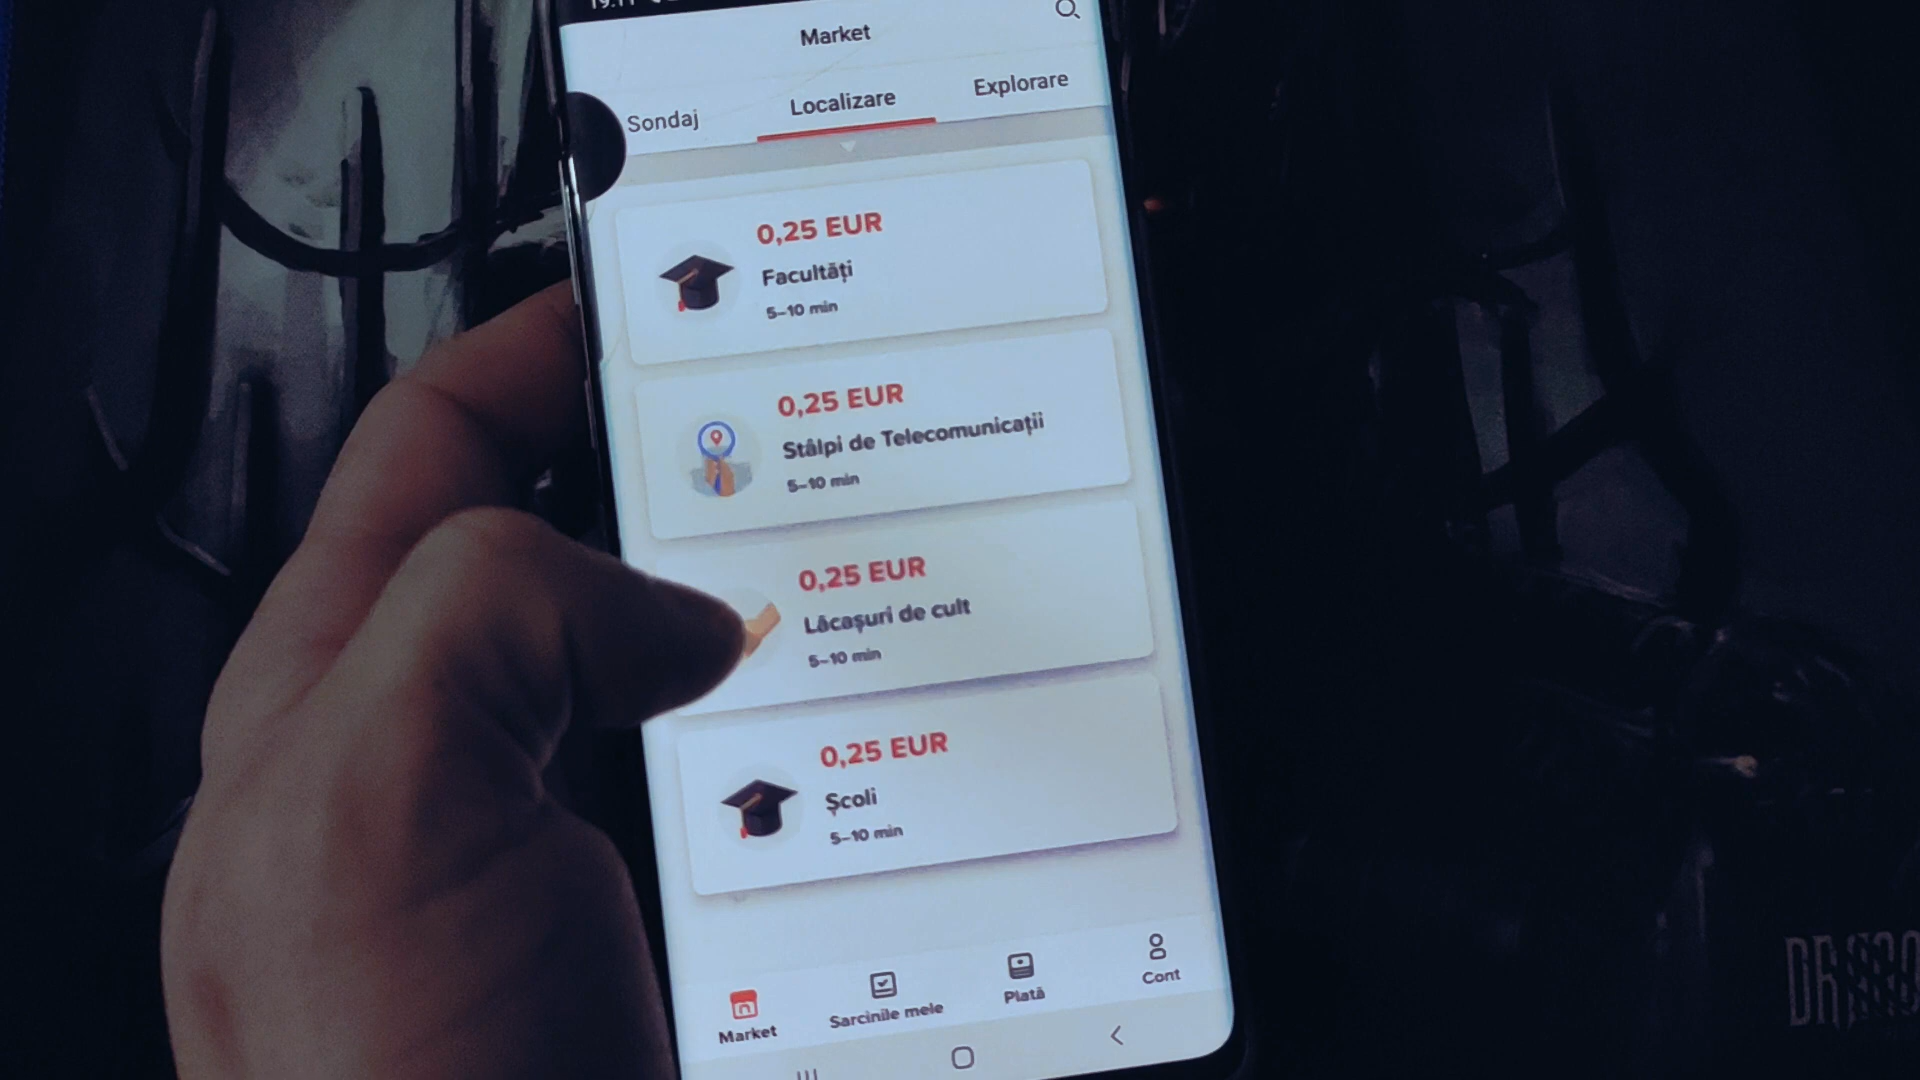 Market
Sondaj
Localizare
Explorare
0,25 EUR
Facultăți
5–10 min
0,25 EUR
Stâlpi de Telecomunicații
5–10 min
0,25 EUR
Lăcașuri de cult
5–10 min
0,25 EUR
Școli
5–10 min
Market
Sarcinile mele
Plată
Cont